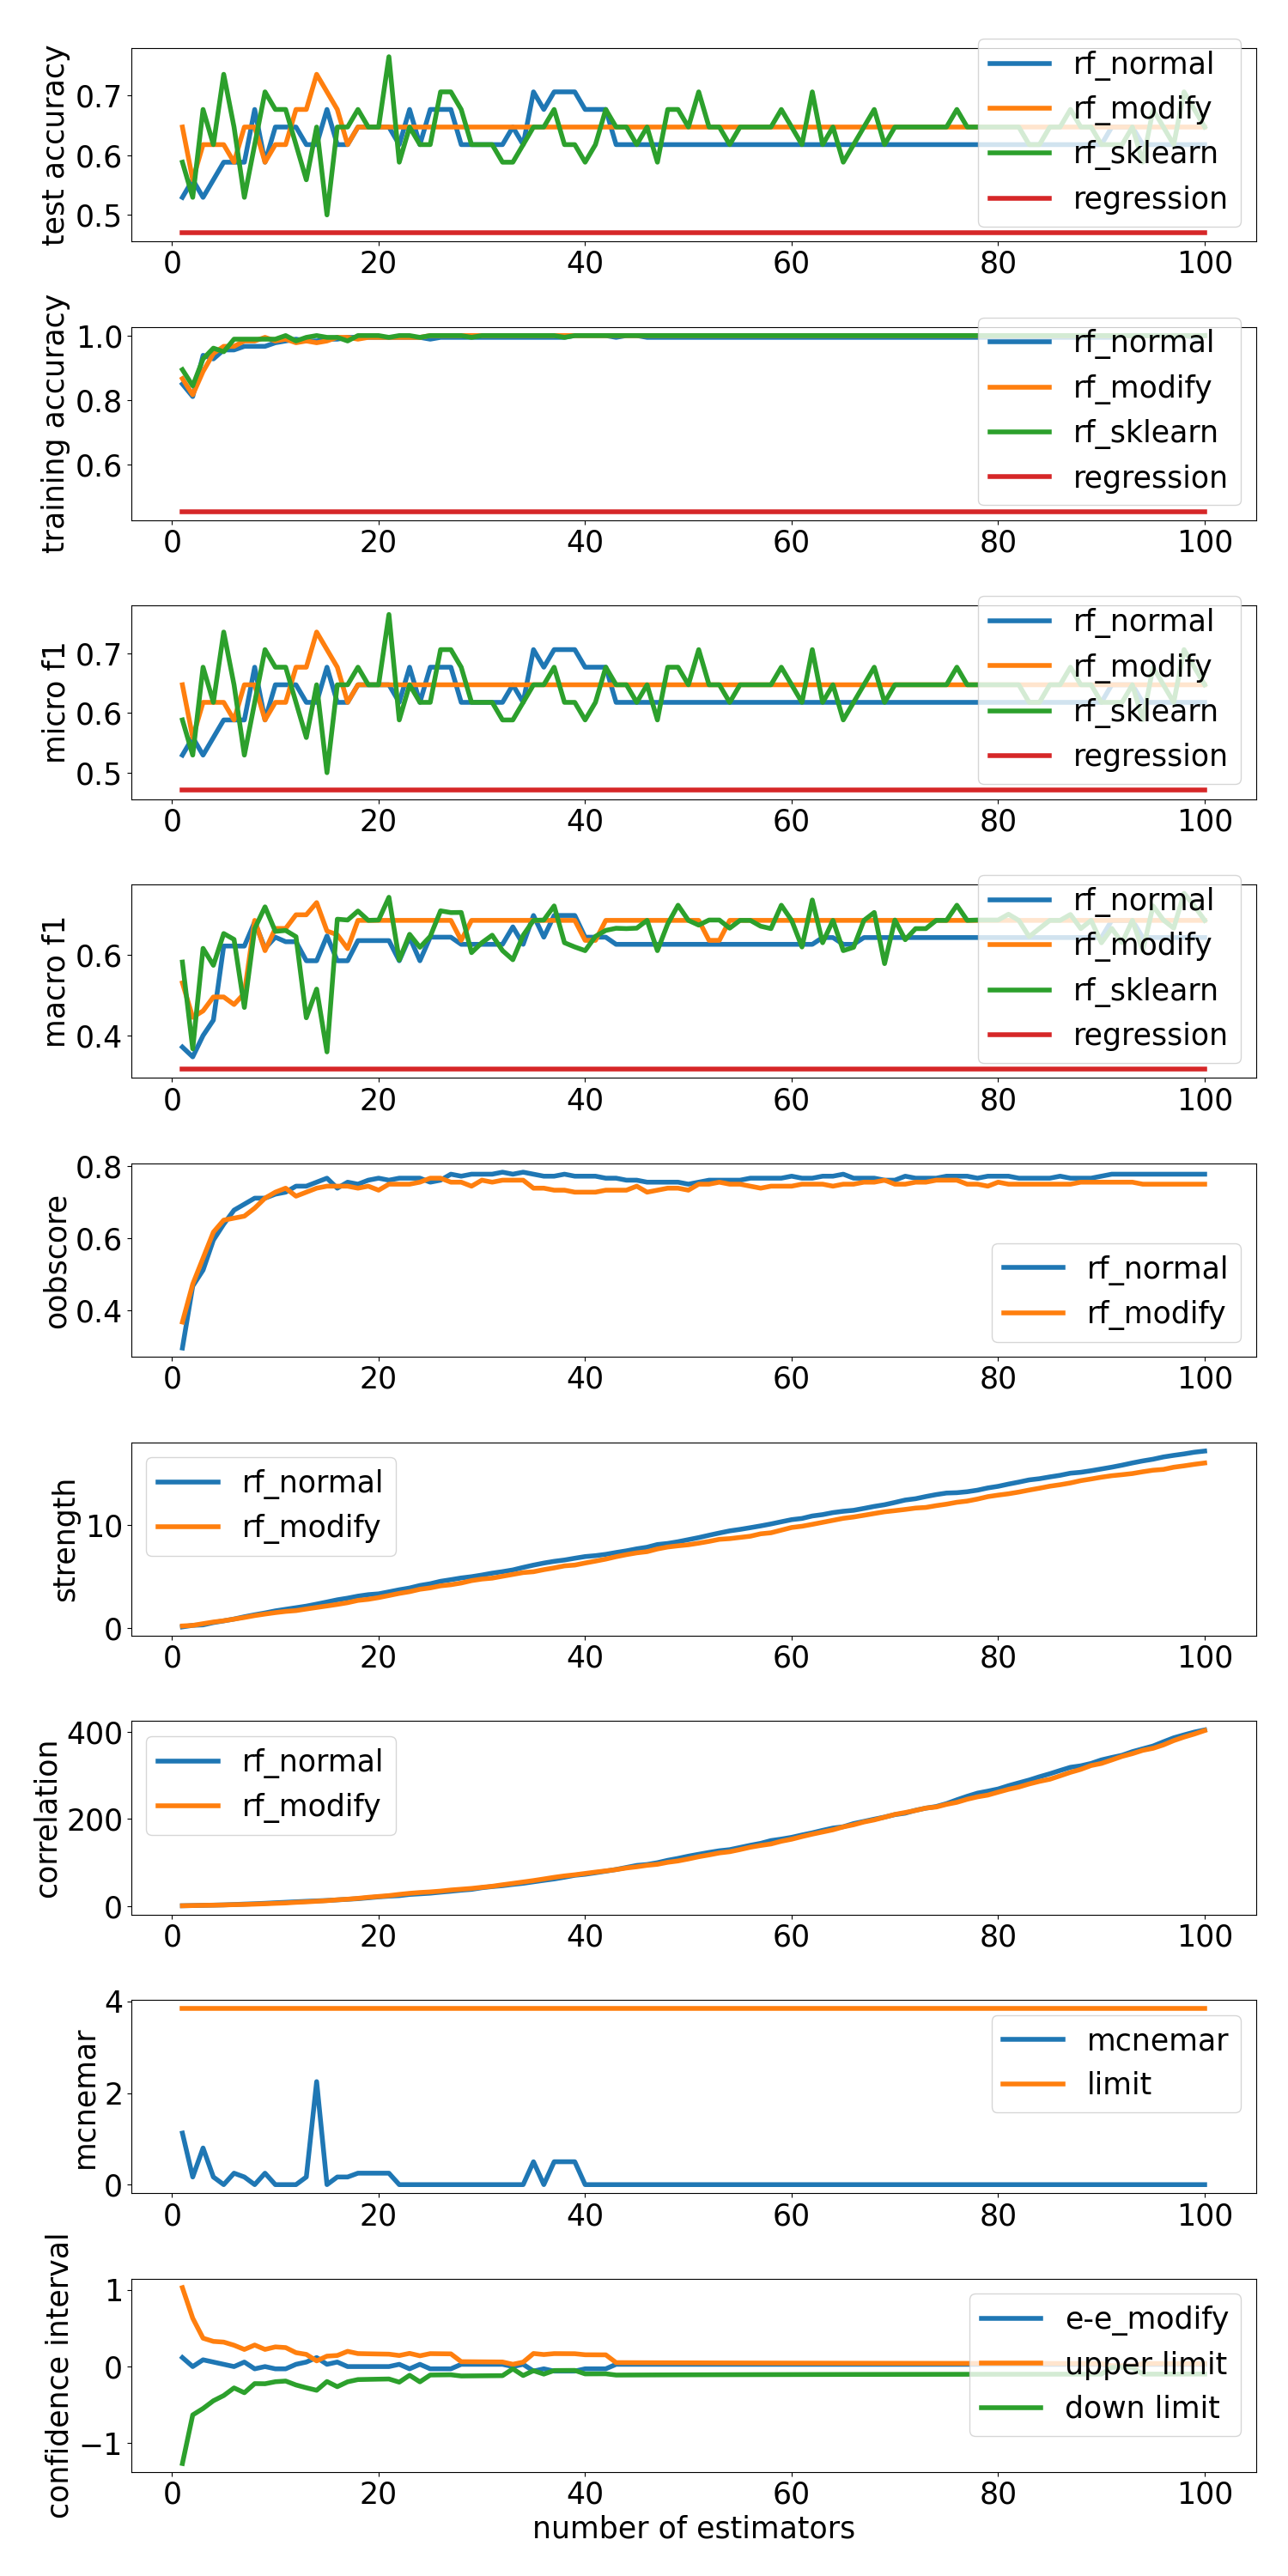 test accuracy
0.7
0.6
0.5
0 20 40 60 80 100
rf_normal
rf_modify
rf_sklearn
regression
training accuracy
1.0
0.8
0.6
0 20 40 60 80 100
rf_normal
rf_modify
rf_sklearn
regression
micro f1
0.7
0.6
0.5
0 20 40 60 80 100
rf_normal
rf_modify
rf_sklearn
regression
macro f1
0.6
0.4
0 20 40 60 80 100
rf_normal
rf_modify
rf_sklearn
regression
oobscore
0.8
0.6
0.4
0 20 40 60 80 100
rf_normal
rf_modify
strength
10
0
0 20 40 60 80 100
rf_normal
rf_modify
correlation
400
200
0
0 20 40 60 80 100
rf_normal
rf_modify
mcnemar
4
2
0
0 20 40 60 80 100
mcnemar
limit
confidence interval
1
0
−1
0 20 40 60 80 100
e-e_modify
upper limit
down limit
number of estimators